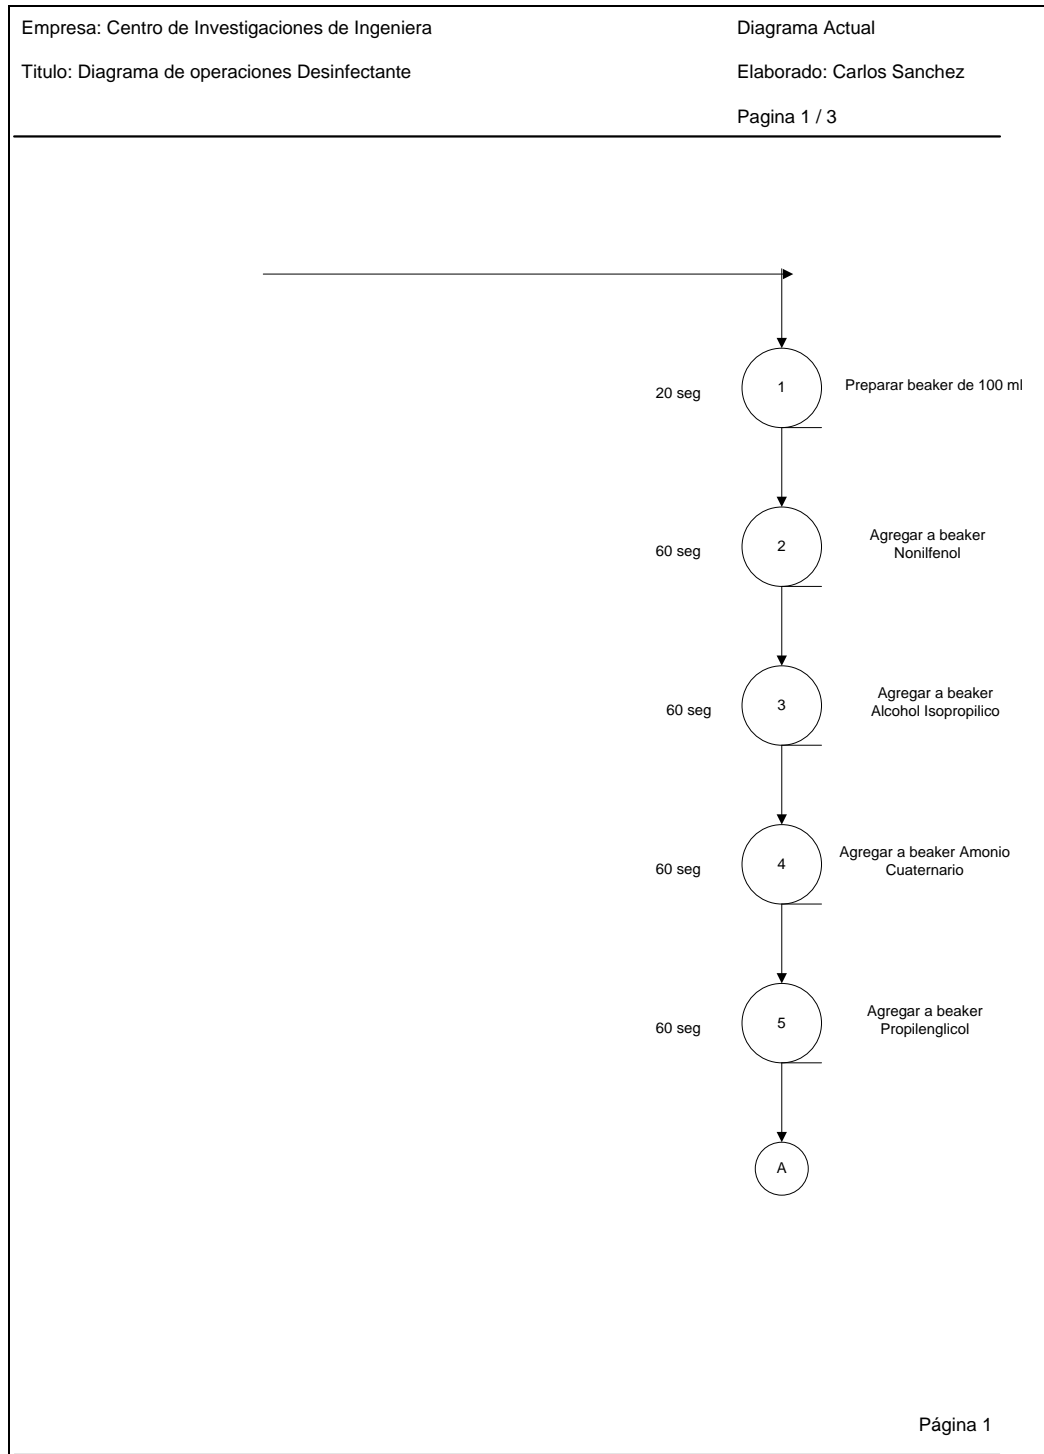 Empresa: Centro de Investigaciones de Ingeniera
Diagrama Actual
Titulo: Diagrama de operaciones Desinfectante
Elaborado: Carlos Sanchez
Pagina 1 / 3
20 seg
1
Preparar beaker de 100 ml
60 seg
2
Agregar a beaker
Nonilfenol
60 seg
3
Agregar a beaker
Alcohol Isopropilico
60 seg
4
Agregar a beaker Amonio
Cuaternario
60 seg
5
Agregar a beaker
Propilenglicol
A
Página 1